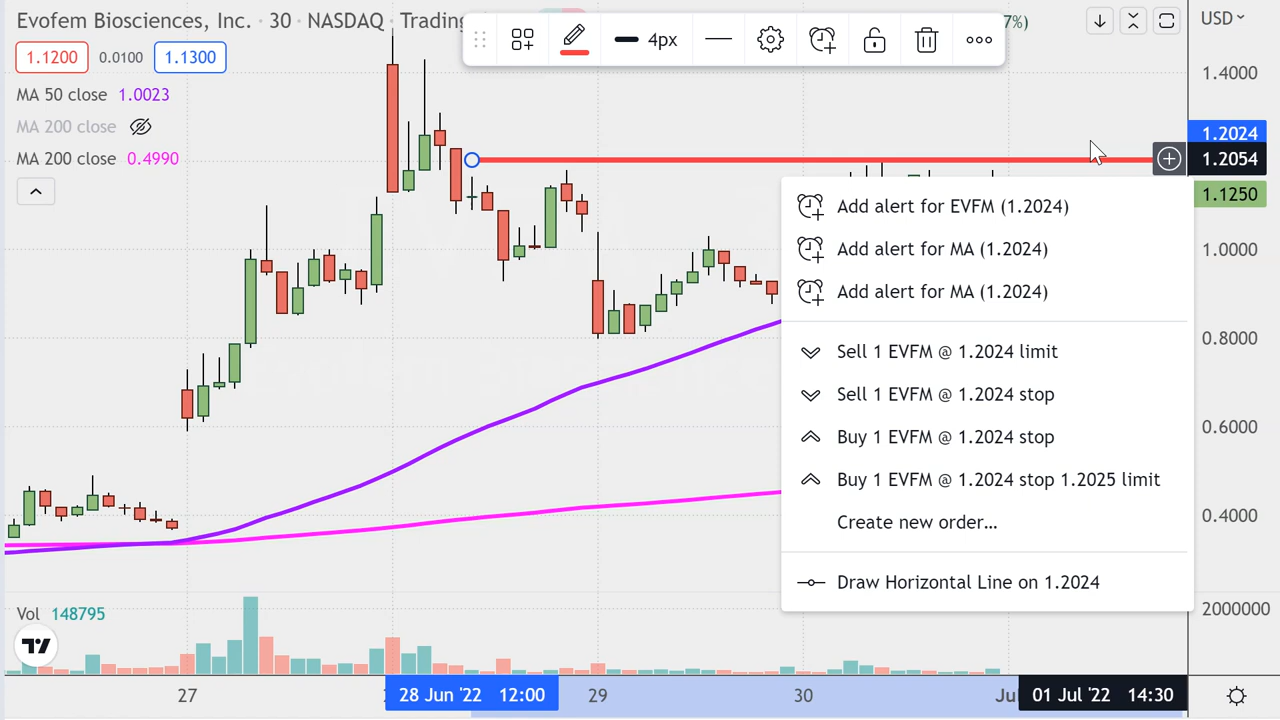 Evofem Biosciences, Inc. · 30 · NASDAQ · Trading
7%)
USD
4px
1.1200
0.0100
1.1300
MA 50 close 1.0023
MA 200 close
MA 200 close 0.4990
1.4000
1.2024
1.2054
1.1250
1.0000
0.8000
0.6000
0.4000
2000000
Add alert for EVFM (1.2024)
Add alert for MA (1.2024)
Add alert for MA (1.2024)
Sell 1 EVFM @ 1.2024 limit
Sell 1 EVFM @ 1.2024 stop
Buy 1 EVFM @ 1.2024 stop
Buy 1 EVFM @ 1.2024 stop 1.2025 limit
Create new order...
Draw Horizontal Line on 1.2024
Vol 148795
27
28 Jun '22 12:00
29
30
Jul
01 Jul '22 14:30